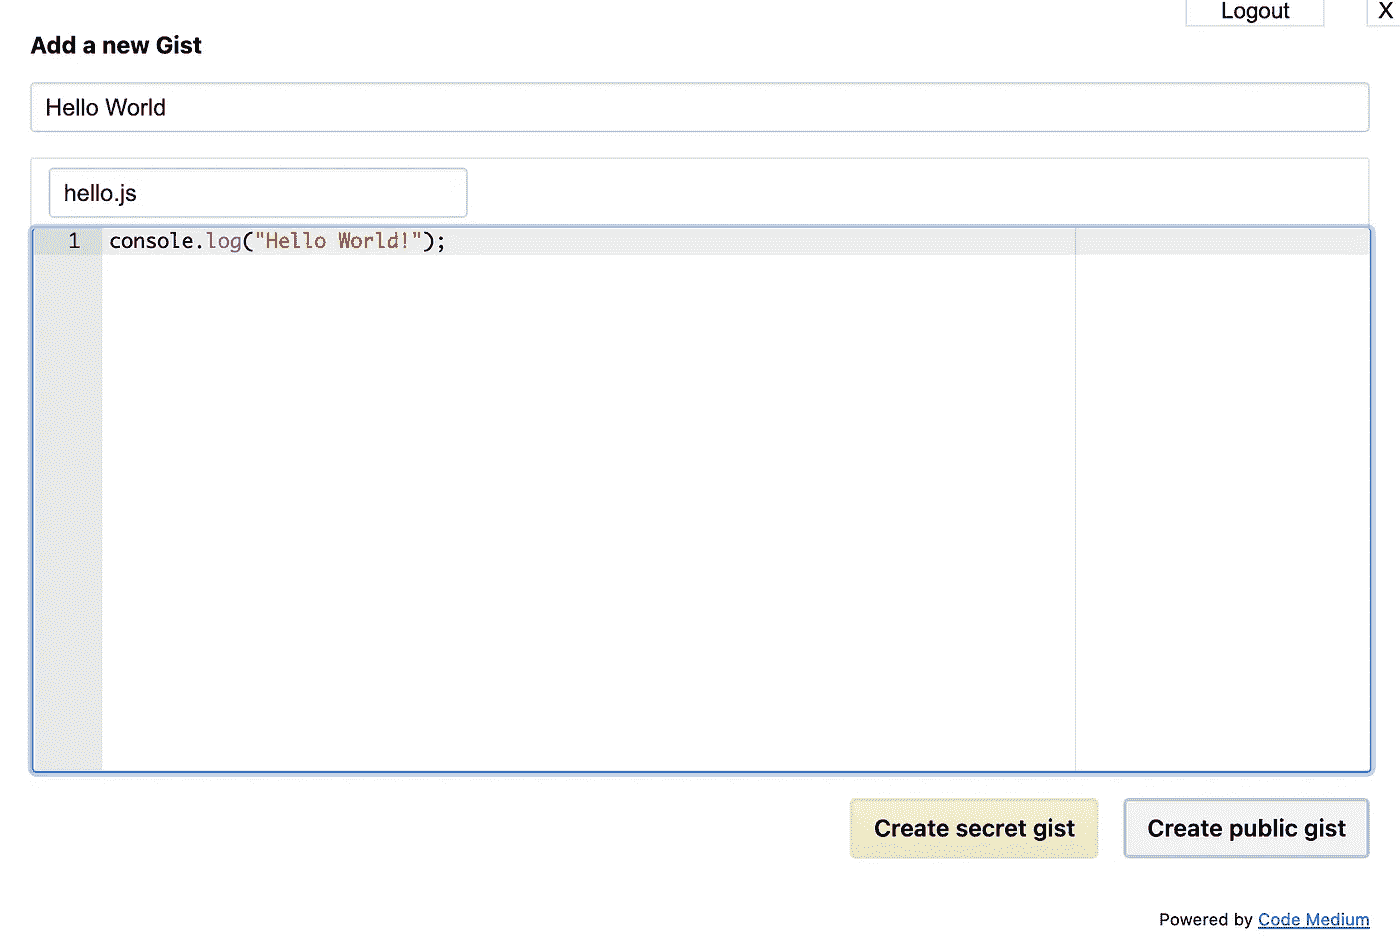 Logout X
Add a new Gist
Hello World
hello.js
1 console.log("Hello World!");
Create secret gist Create public gist
Powered by Code Medium